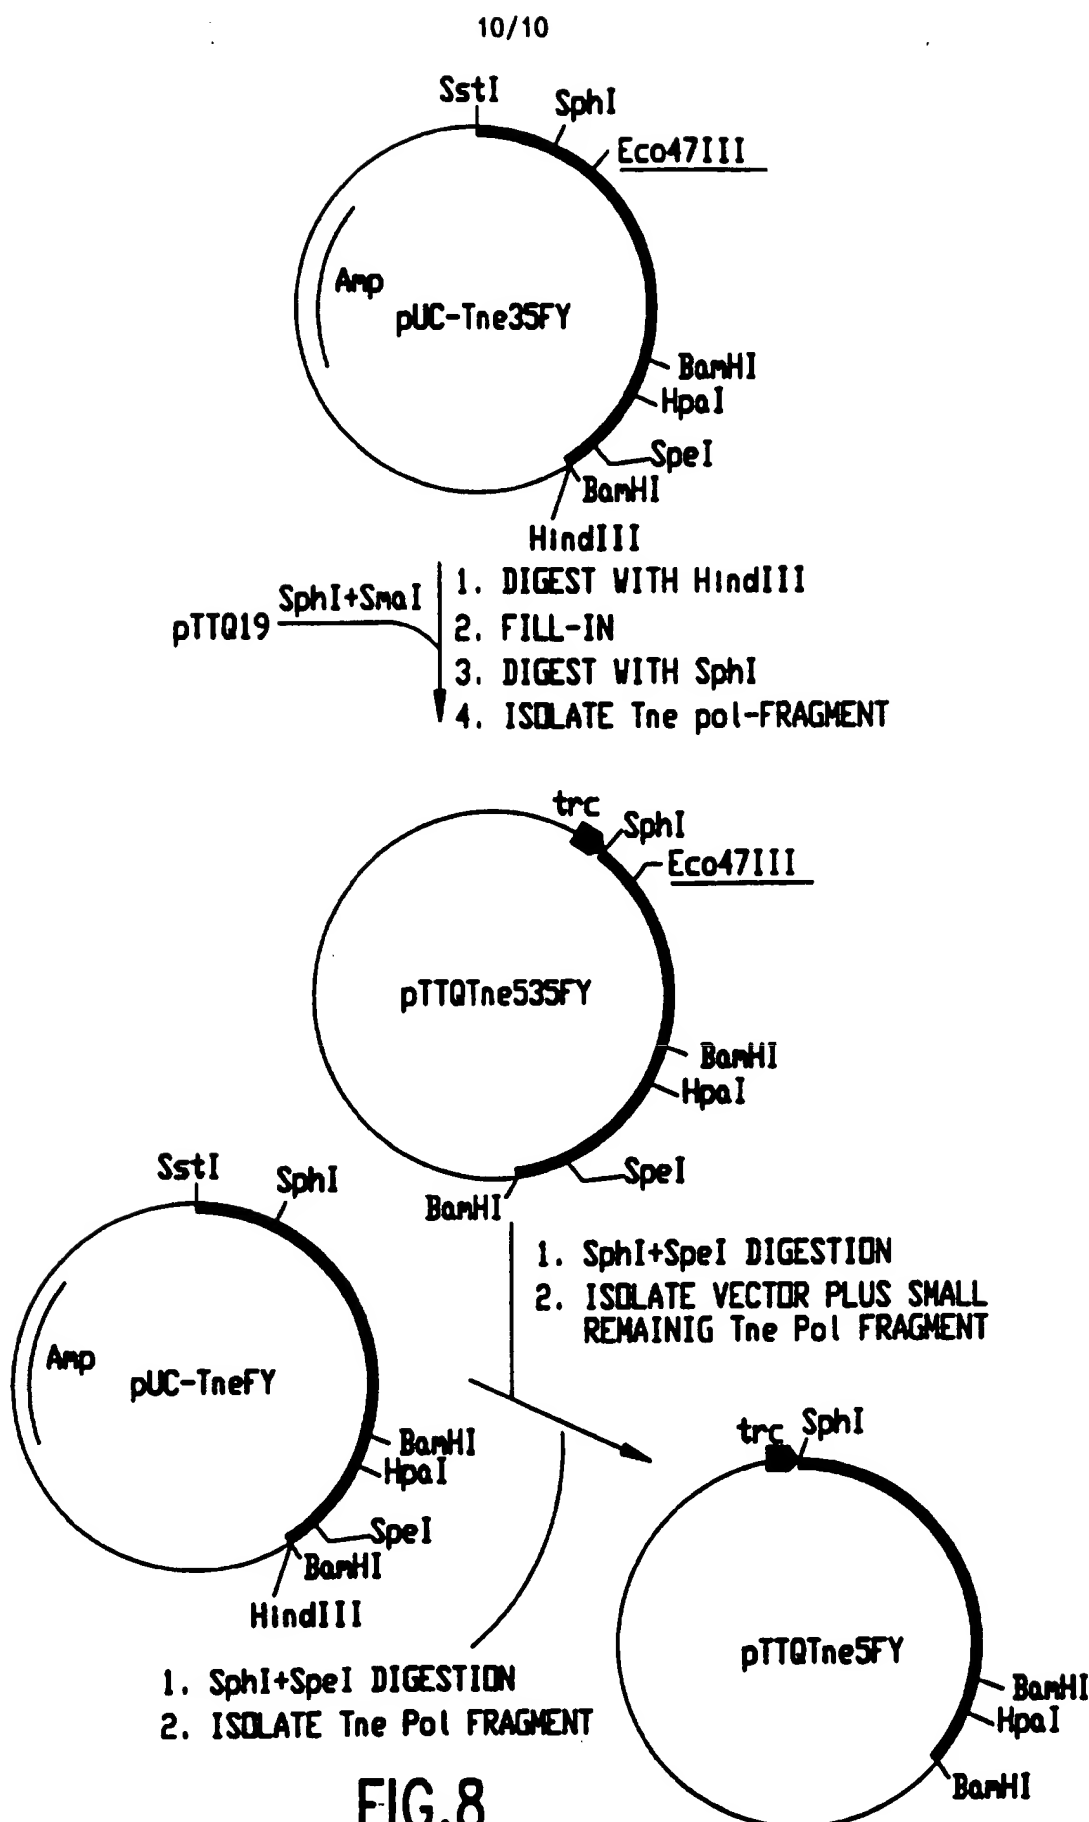 10/10
SstI
SphI
Eco47III
Amp
pUC-Tne35FY
BamHI
HpaI
SpeI
BamHI
HindIII
pTTQ19
SphI+SmaI
1. DIGEST WITH HindIII
2. FILL-IN
3. DIGEST WITH SphI
4. ISOLATE Tne pol-FRAGMENT
trc
SphI
Eco47III
pTTQTne535FY
BamHI
HpaI
SpeI
BamHI
1. SphI+SpeI DIGESTION
2. ISOLATE VECTOR PLUS SMALL
REMAINIG Tne Pol FRAGMENT
SstI
SphI
Amp
pUC-TneFY
BamHI
HpaI
SpeI
BamHI
HindIII
1. SphI+SpeI DIGESTION
2. ISOLATE Tne Pol FRAGMENT
trc
SphI
pTTQTne5FY
BamHI
HpaI
BamHI
FIG.8